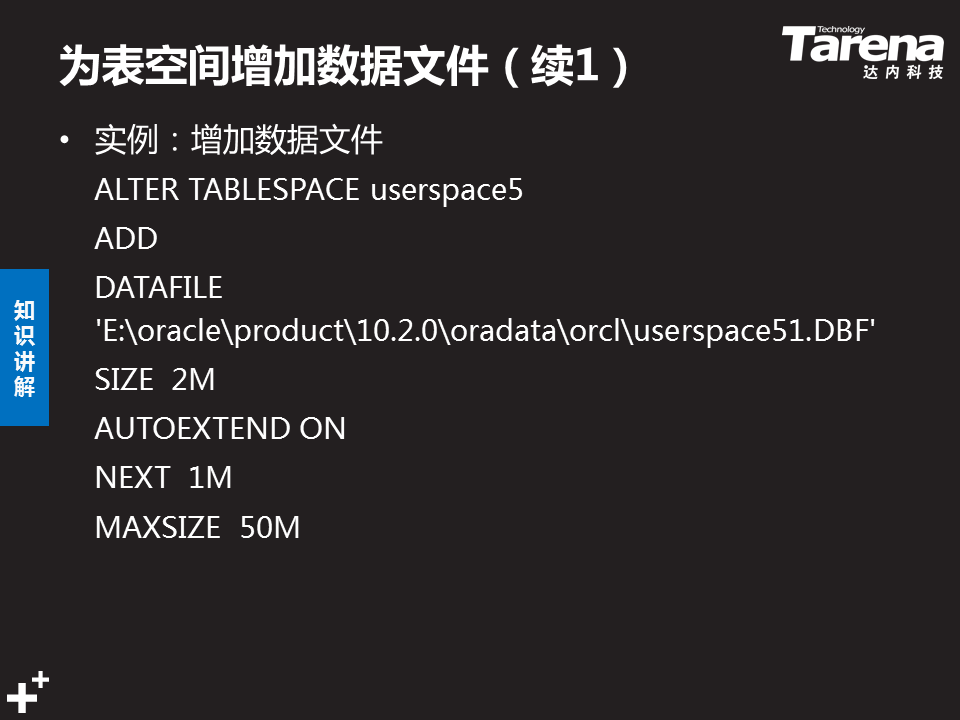 为表空间增加数据文件（续1）
Technology
Tarena
达内科技
• 实例：增加数据文件
ALTER TABLESPACE userspace5
ADD
DATAFILE
'E:\oracle\product\10.2.0\oradata\orcl\userspace51.DBF'
SIZE  2M
AUTOEXTEND ON
NEXT  1M
MAXSIZE  50M
知
识
讲
解